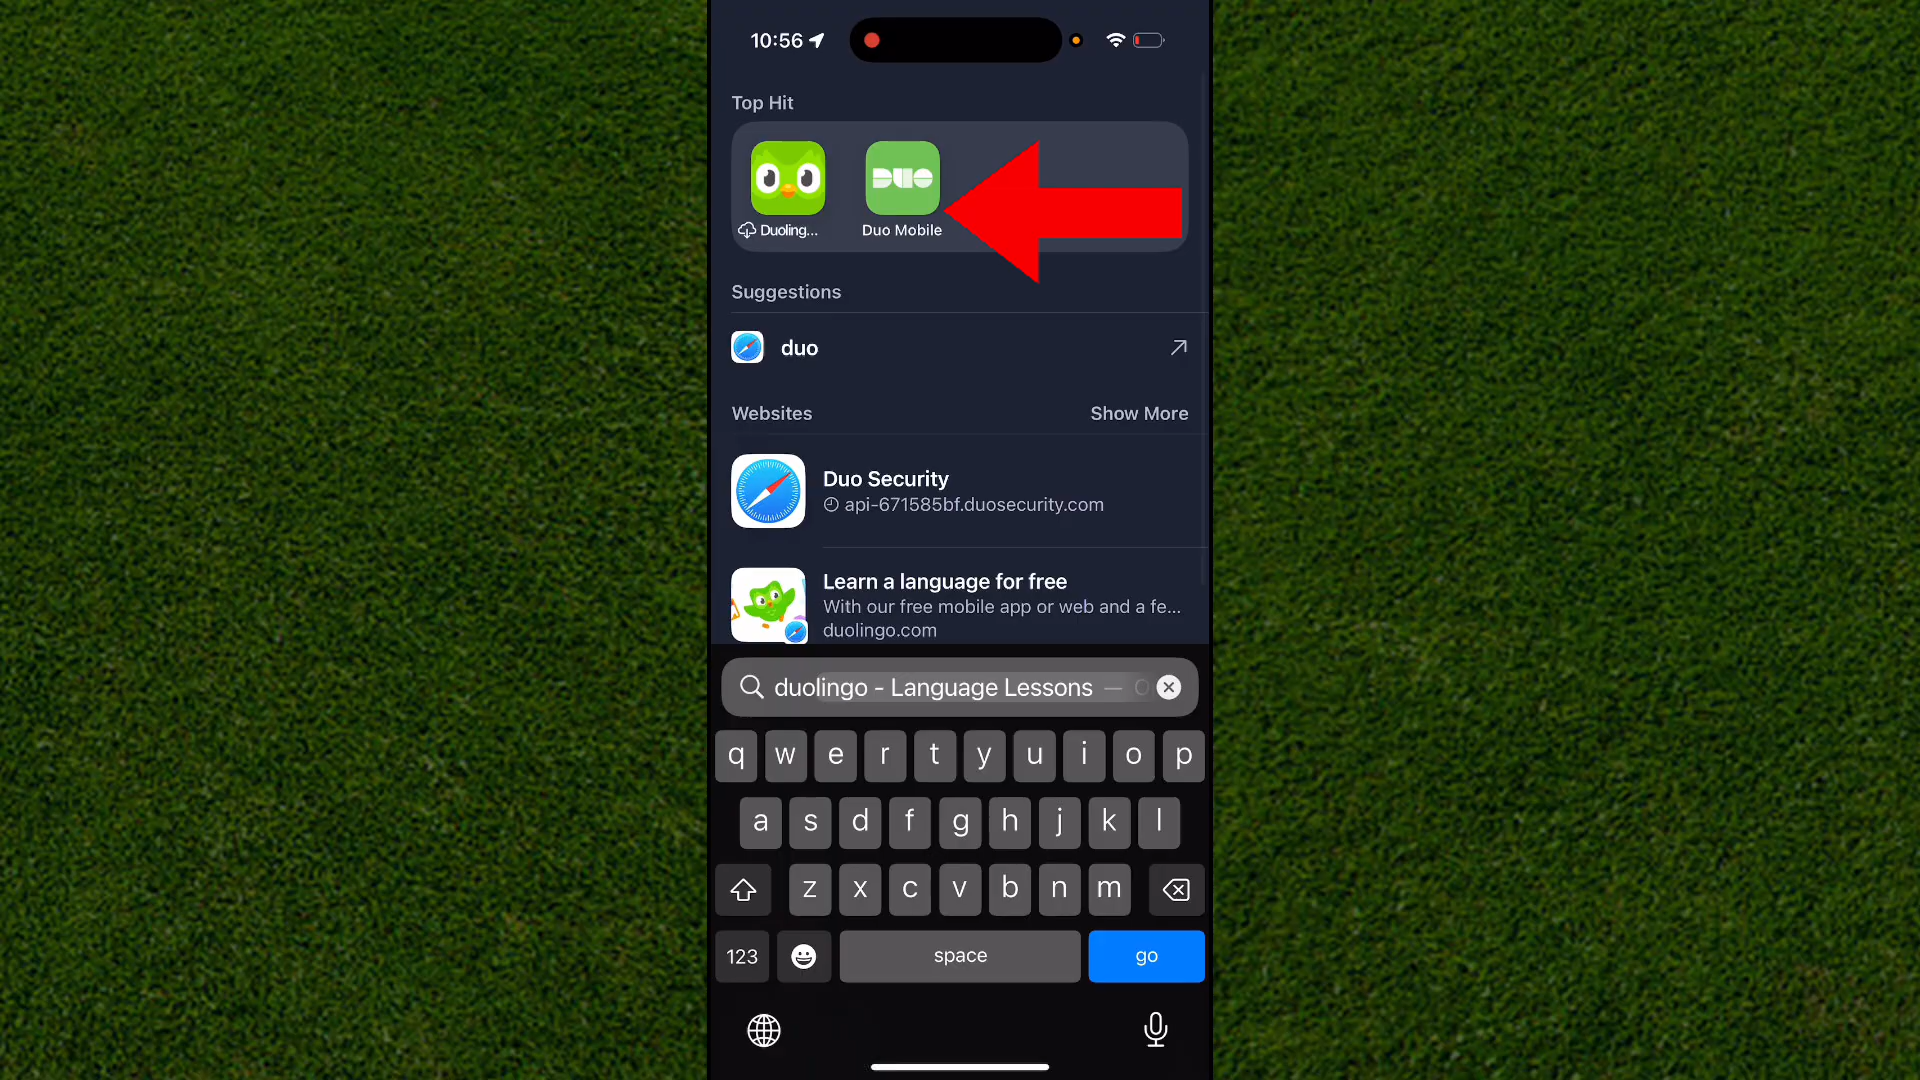 10:56
Top Hit
DUO
Duoling...
Duo Mobile
Suggestions
duo
Websites
Show More
Duo Security
api-671585bf.duosecurity.com
Learn a language for free
With our free mobile app or web and a fe...
duolingo.com
duolingo - Language Lessons — O
q w e r t y u i o p
a s d f g h j k l
z x c v b n m
123
space
go